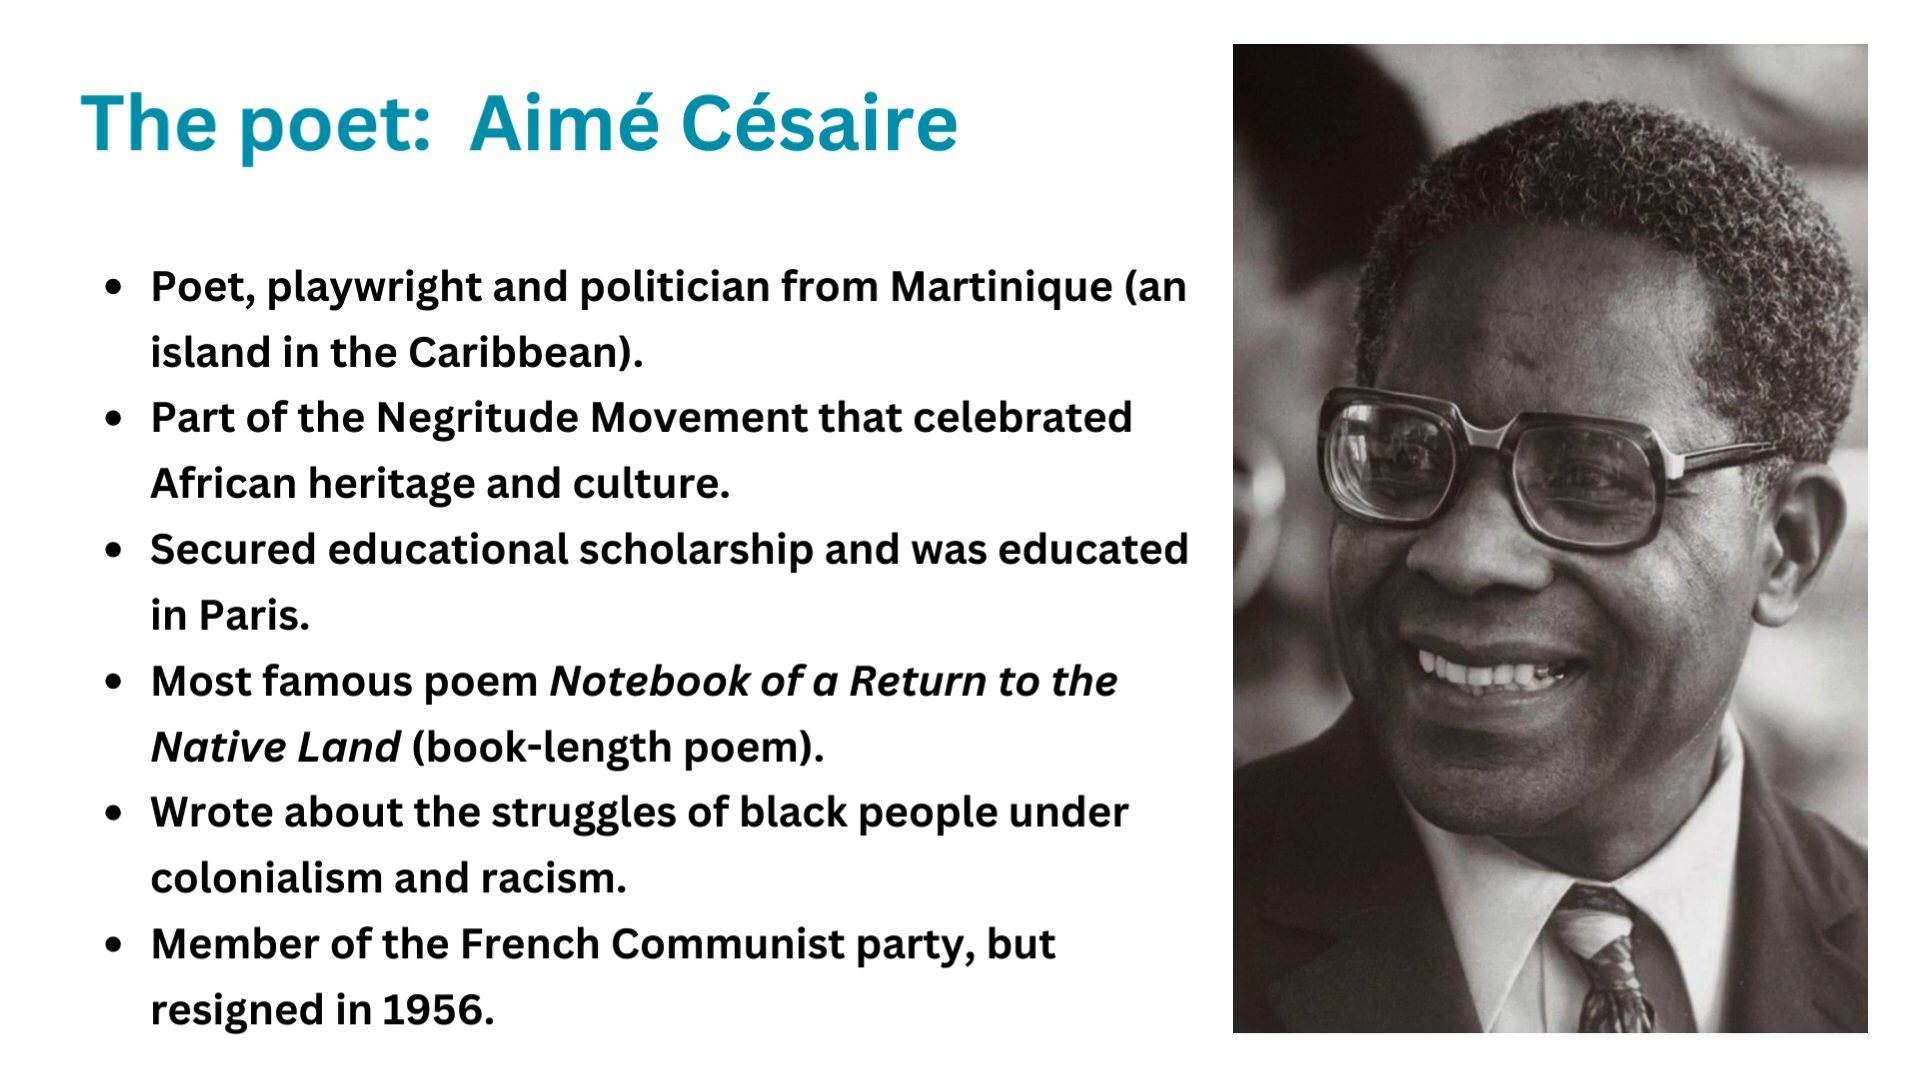 The poet: Aimé Césaire
Poet, playwright and politician from Martinique (an
island in the Caribbean).
Part of the Negritude Movement that celebrated
African heritage and culture.
Secured educational scholarship and was educated
in Paris.
Most famous poem Notebook of a Return to the
Native Land (book-length poem).
Wrote about the struggles of black people under
colonialism and racism.
Member of the French Communist party, but
resigned in 1956.